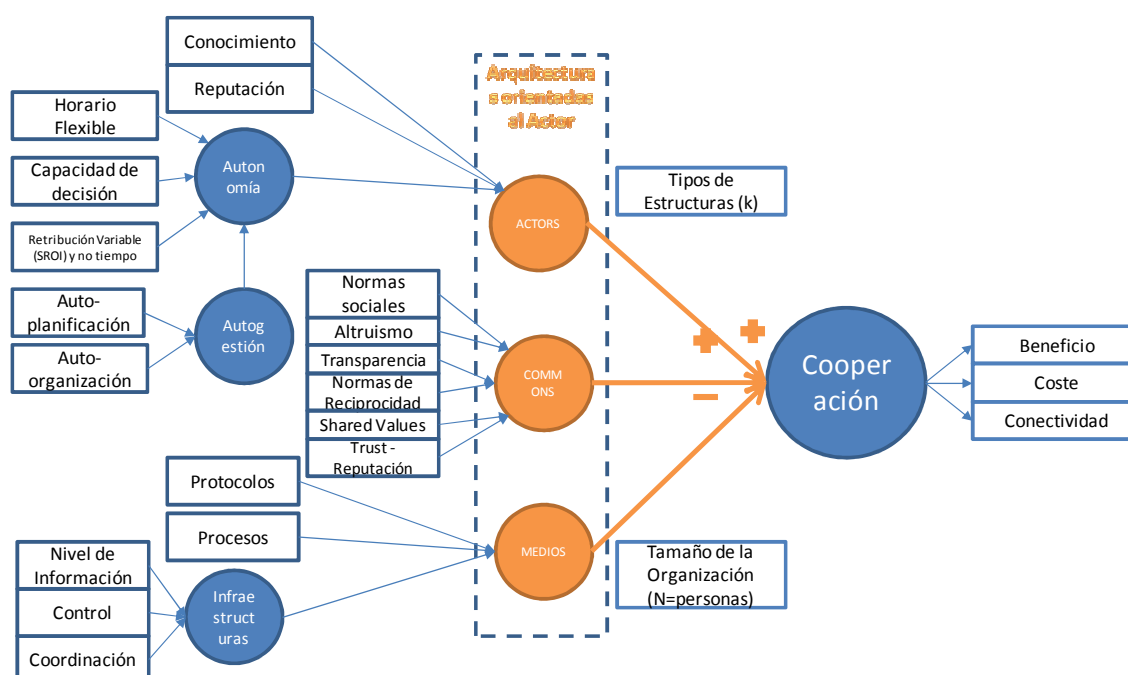 Conocimiento
Reputación
Horario
Flexible
Capacidad de
decisión
Retribución Variable
(SROI) y no tiempo
Auto-
planificación
Auto-
organización
Auton
omía
Autog
estión
Normas
sociales
Altruismo
Transparencia
Normas de
Reciprocidad
Shared Values
Trust -
Reputación
Protocolos
Procesos
Nivel de
Información
Control
Coordinación
Infrae
struct
uras
Arquitectura
s orientadas
al Actor
ACTORS
COMM
ONS
MEDIOS
Tipos de
Estructuras (k)
Tamaño de la
Organización
(N=personas)
Cooper
ación
Beneficio
Coste
Conectividad